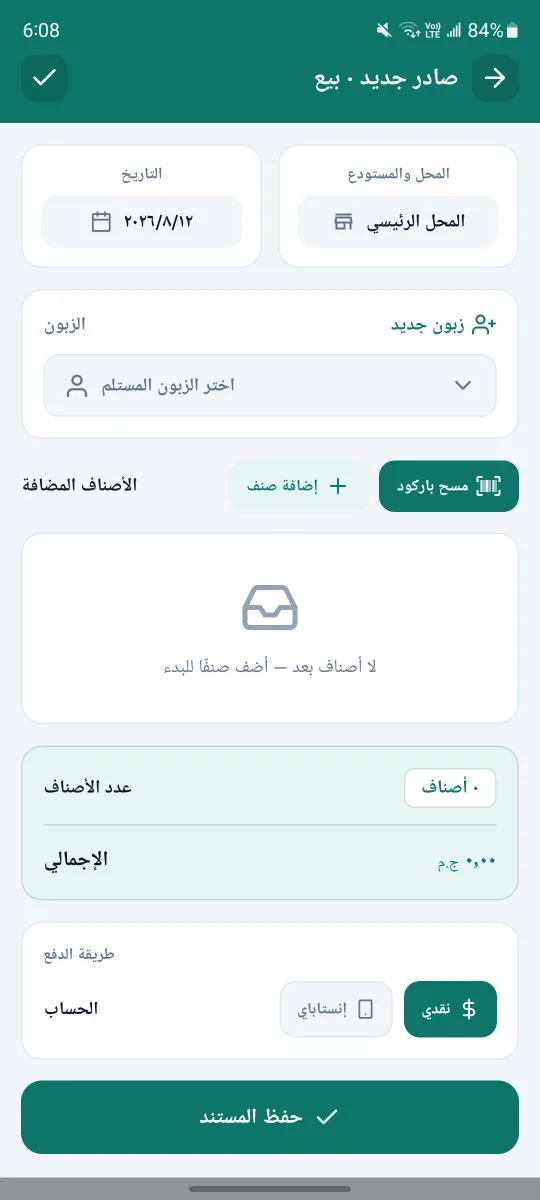 6:08
Vo)) LTE 84%
صادر جديد · بيع
المحل والمستودع
المحل الرئيسي
التاريخ
٢٠٢٦/٨/١٢
زبون جديد
الزبون
اختر الزبون المستلم
مسح باركود
إضافة صنف
الأصناف المضافة
لا أصناف بعد — أضف صنفًا للبدء
٠ أصناف
عدد الأصناف
٠,٠٠ ج.م
الإجمالي
طريقة الدفع
نقدي
إنستاباي
الحساب
حفظ المستند